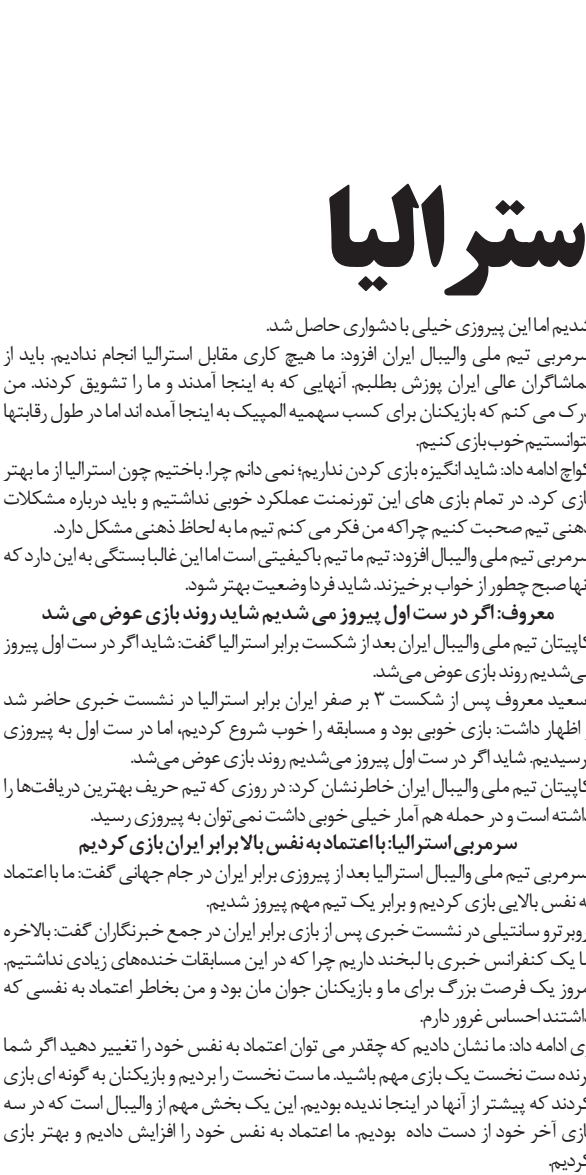 سترالیا
شدیم اما این پیروزی خیلی با دشواری حاصل شد.
سرمربی تیم ملی والیبال ایران افزود: ما هیچ کاری مقابل استرالیا انجام ندادیم. باید از
ماشاگران عالی ایران پوزش بطلبم. آنهایی که به اینجا آمدند و ما را تشویق کردند. من
رک می کنم که بازیکنان برای کسب سهمیه المپیک به اینجا آمده اند اما در طول رقابتها
توانستیم خوب بازی کنیم.
کواچ ادامه داد: شاید انگیزه بازی کردن نداریم؛ نمی دانم چرا. باختیم چون استرالیا از ما بهتر
ازی کرد. در تمام بازی های این تورنمنت عملکرد خوبی نداشتیم و باید درباره مشکلات
ذهنی تیم صحبت کنیم چراکه من فکر می کنم تیم ما به لحاظ ذهنی مشکل دارد.
سرمربی تیم ملی والیبال افزود: تیم ما تیم باکیفیتی است اما این غالبا بستگی به این دارد که
نها صبح چطور از خواب برخیزند. شاید فردا وضعیت بهتر شود.
معروف: اگر در ست اول پیروز می شدیم شاید روند بازی عوض می شد
کاپیتان تیم ملی والیبال ایران بعد از شکست برابر استرالیا گفت: شاید اگر در ست اول پیروز
می‌شدیم روند بازی عوض می‌شد.
سعید معروف پس از شکست ۳ بر صفر ایران برابر استرالیا در نشست خبری حاضر شد
اظهار داشت: بازی خوبی بود و مسابقه را خوب شروع کردیم، اما در ست اول به پیروزی
رسیدیم. شاید اگر در ست اول پیروز می‌شدیم روند بازی عوض می‌شد.
کاپیتان تیم ملی والیبال ایران خاطرنشان کرد: در روزی که تیم حریف بهترین دریافت‌ها را
اشته است و در حمله هم آمار خیلی خوبی داشت نمی‌توان به پیروزی رسید.
سرمربی استرالیا: با اعتماد به نفس بالا برابر ایران بازی کردیم
سرمربی تیم ملی والیبال استرالیا بعد از پیروزی برابر ایران در جام جهانی گفت: ما با اعتماد
ه نفس بالایی بازی کردیم و برابر یک تیم مهم پیروز شدیم.
روبرترو سانتیلی در نشست خبری پس از بازی برابر ایران در جمع خبرنگاران گفت: بالاخره
ما یک کنفرانس خبری با لبخند داریم چرا که در این مسابقات خنده‌های زیادی نداشتیم.
مروز یک فرصت بزرگ برای ما و بازیکنان جوان مان بود و من بخاطر اعتماد به نفسی که
اشتند احساس غرور دارم.
ی ادامه داد: ما نشان دادیم که چقدر می توان اعتماد به نفس خود را تغییر دهید اگر شما
رنده ست نخست یک بازی مهم باشید. ما ست نخست را بردیم و بازیکنان به گونه ای بازی
کردند که پیشتر از آنها در اینجا ندیده بودیم. این یک بخش مهم از والیبال است که در سه
ازی آخر خود از دست داده بودیم. ما اعتماد به نفس خود را افزایش دادیم و بهتر بازی
کردیم.